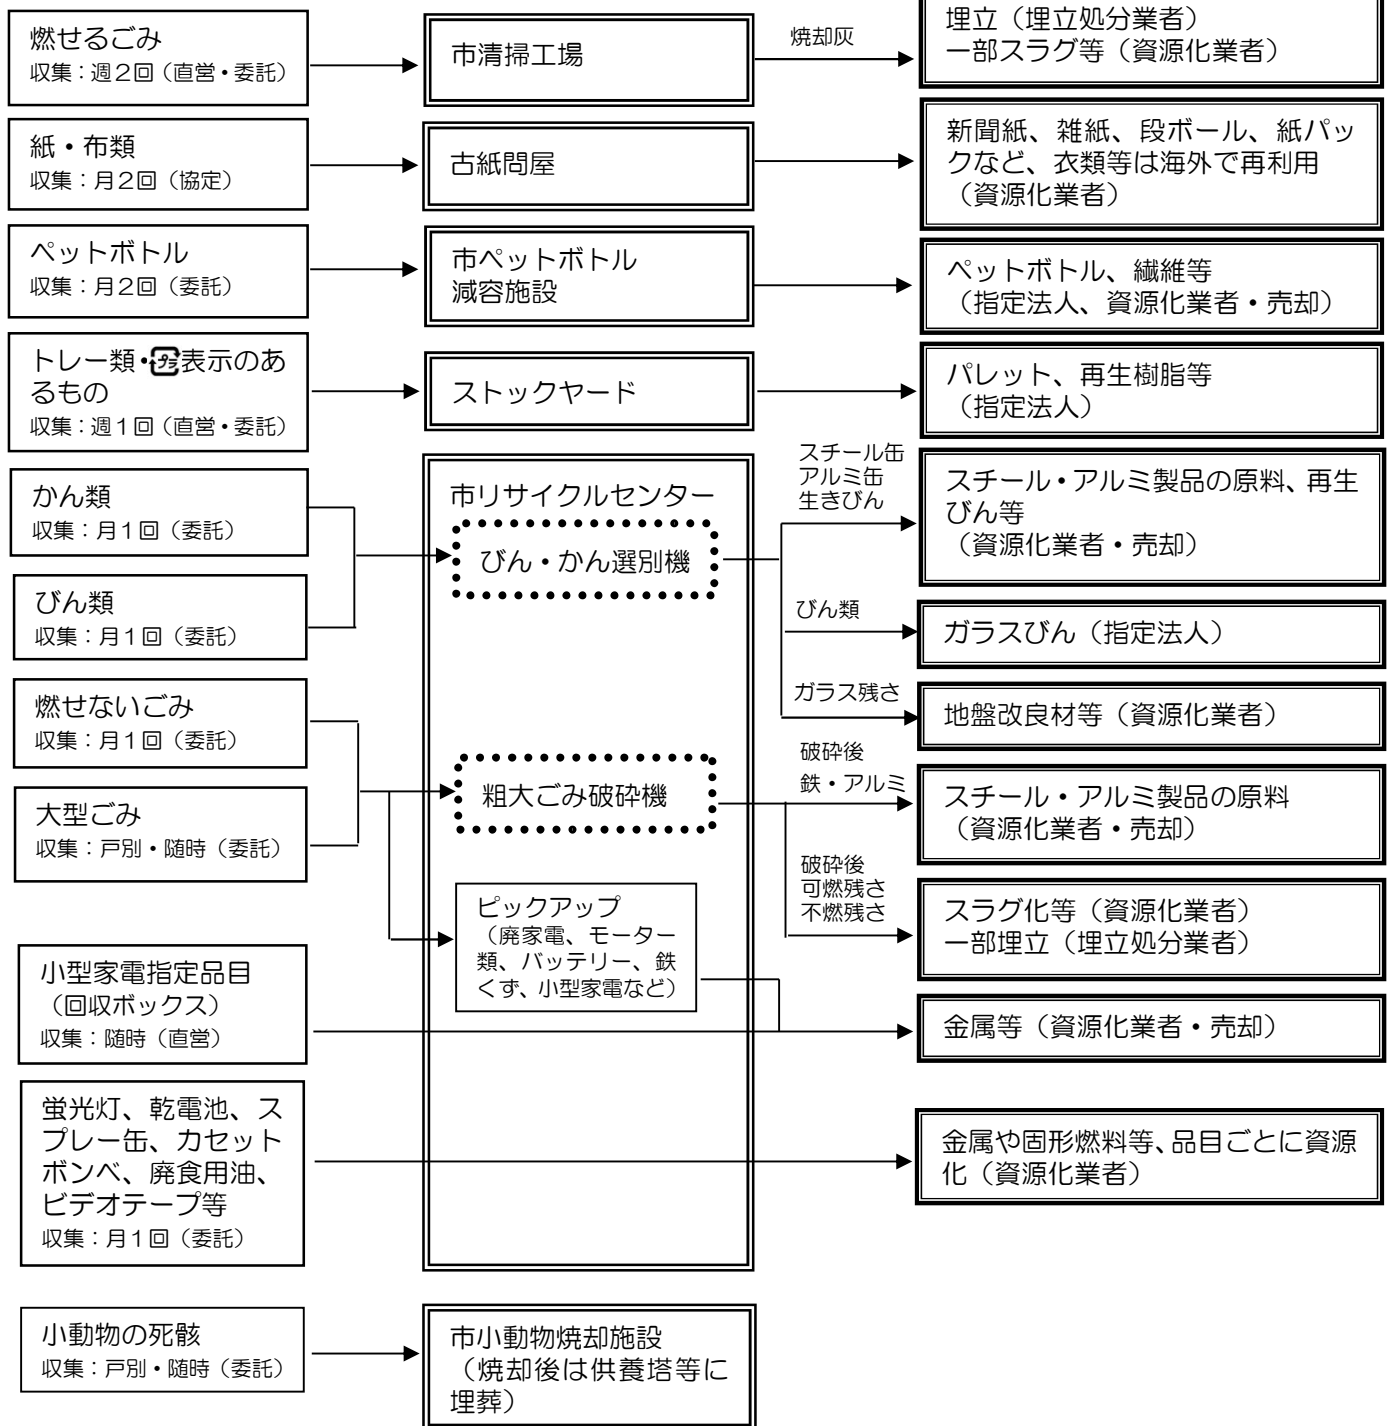 燃せるごみ
収集：週２回（直営・委託）
市清掃工場
焼却灰
埋立（埋立処分業者）
一部スラグ等（資源化業者）
紙・布類
収集：月２回（協定）
古紙問屋
新聞紙、雑紙、段ボール、紙パッ
クなど、衣類等は海外で再利用
（資源化業者）
ペットボトル
収集：月２回（委託）
市ペットボトル
減容施設
ペットボトル、繊維等
（指定法人、資源化業者・売却）
トレー類・プラ表示のあ
るもの
収集：週１回（直営・委託）
ストックヤード
パレット、再生樹脂等
（指定法人）
かん類
収集：月１回（委託）
びん類
収集：月１回（委託）
市リサイクルセンター
びん・かん選別機
スチール缶
アルミ缶
生きびん
スチール・アルミ製品の原料、再生
びん等
（資源化業者・売却）
びん類
ガラスびん（指定法人）
ガラス残さ
地盤改良材等（資源化業者）
燃せないごみ
収集：月１回（委託）
大型ごみ
収集：戸別・随時（委託）
粗大ごみ破砕機
破砕後
鉄・アルミ
スチール・アルミ製品の原料
（資源化業者・売却）
破砕後
可燃残さ
不燃残さ
スラグ化等（資源化業者）
一部埋立（埋立処分業者）
ピックアップ
（廃家電、モーター
類、バッテリー、鉄
くず、小型家電など）
小型家電指定品目
（回収ボックス）
収集：随時（直営）
金属等（資源化業者・売却）
蛍光灯、乾電池、ス
プレー缶、カセット
ボンベ、廃食用油、
ビデオテープ等
収集：月１回（委託）
金属や固形燃料等、品目ごとに資源
化（資源化業者）
小動物の死骸
収集：戸別・随時（委託）
市小動物焼却施設
（焼却後は供養塔等に
埋葬）